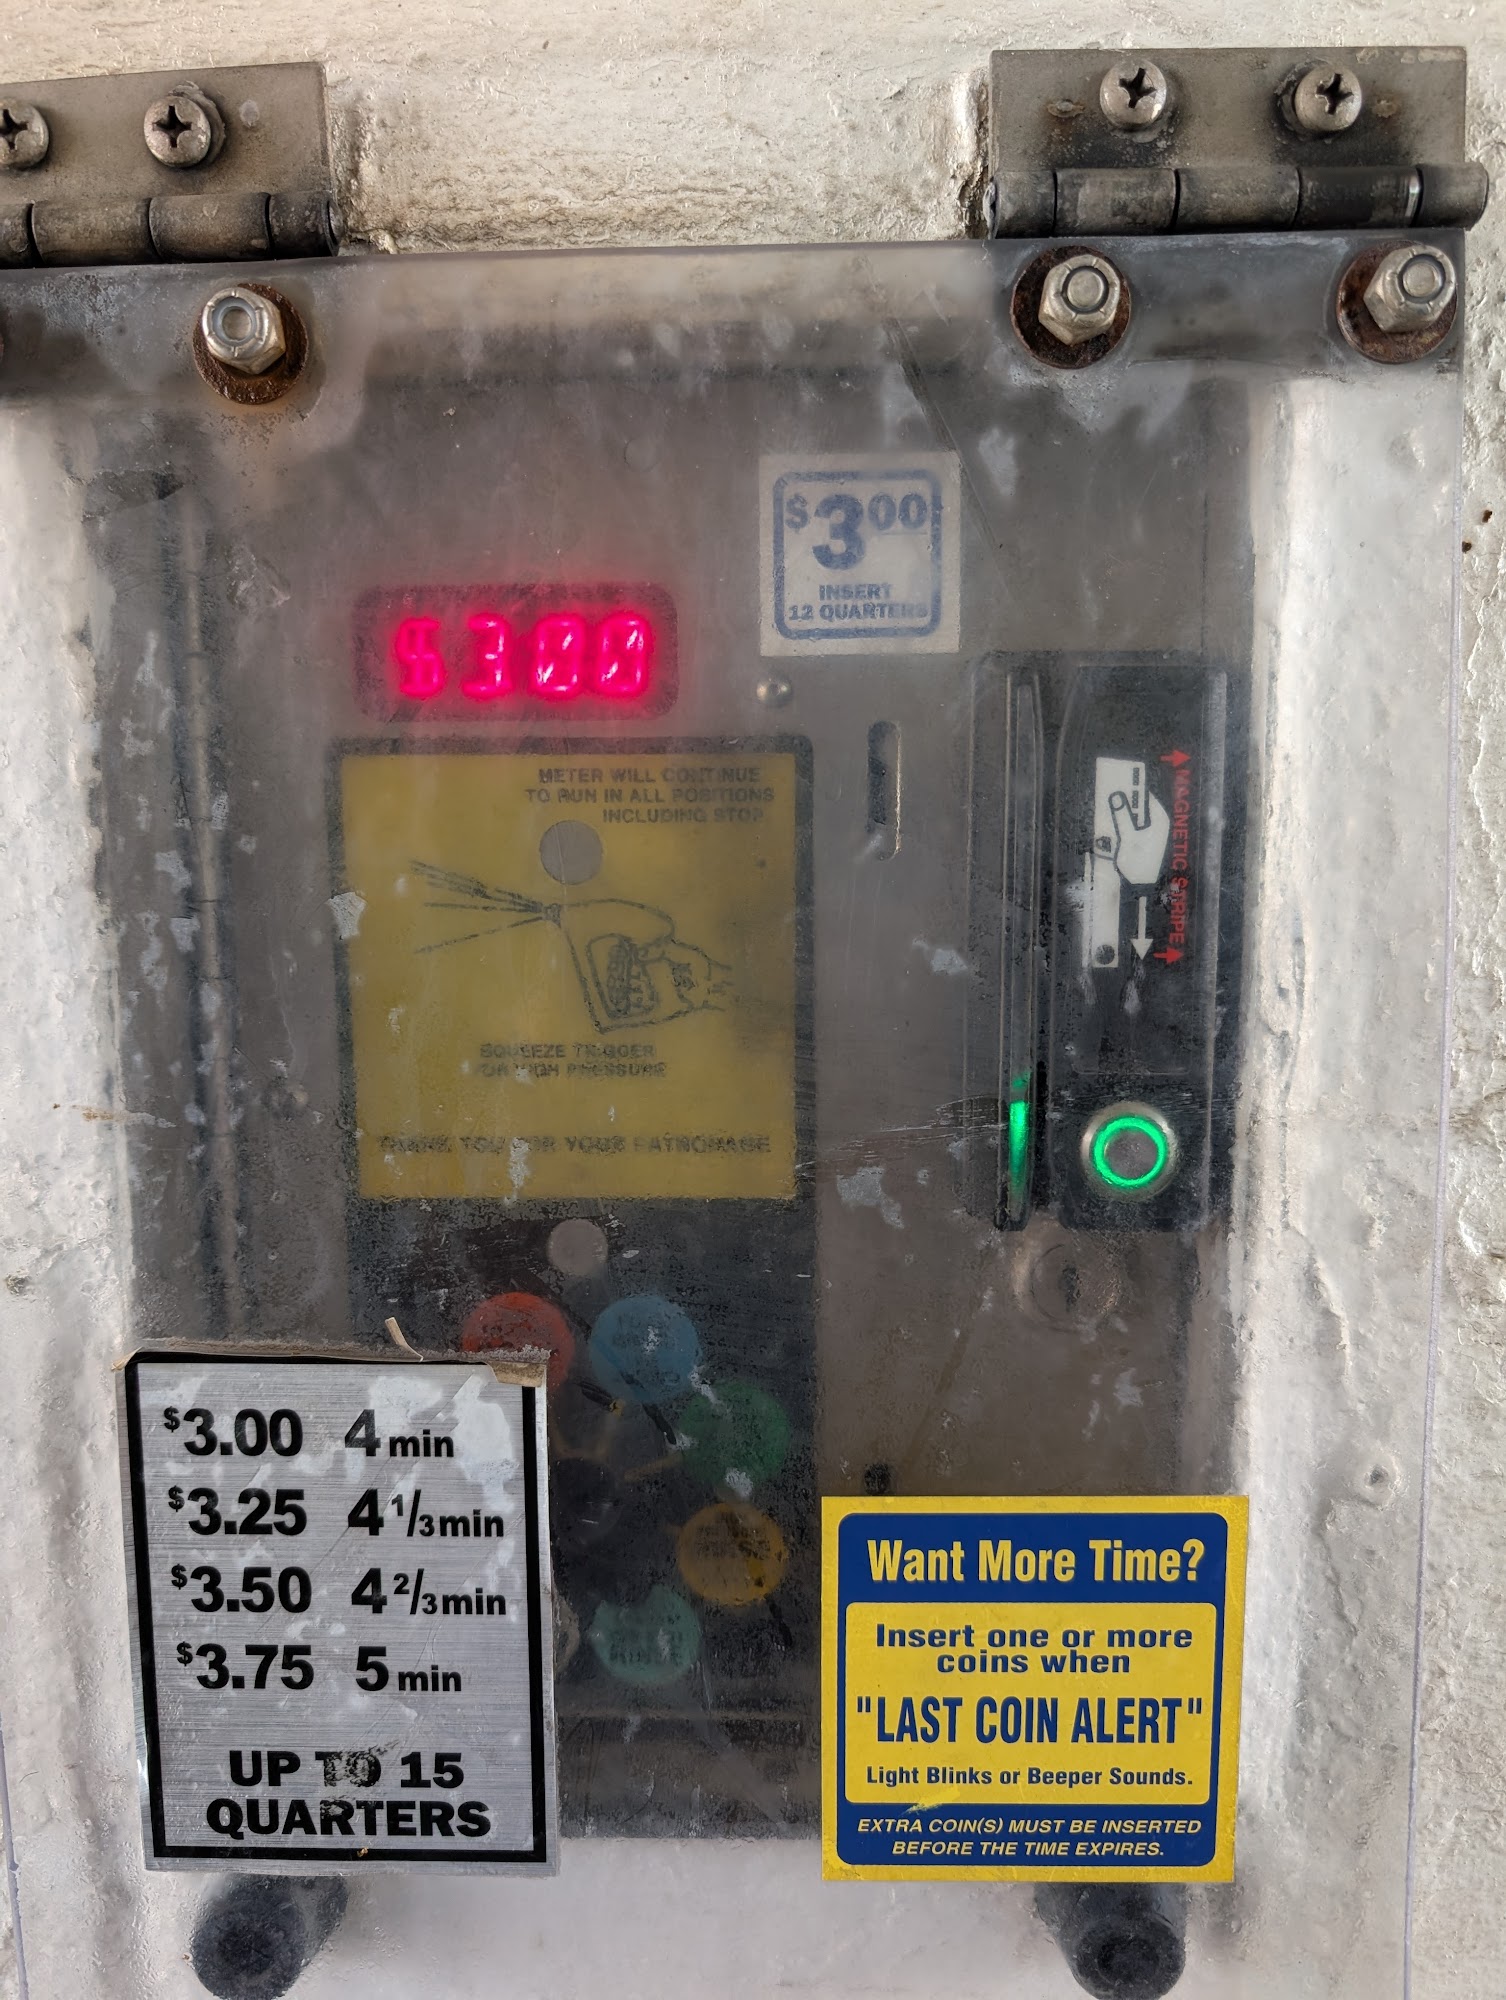 $3.00
INSERT
12 QUARTERS
$3.00
METER WILL CONTINUE
TO RUN IN ALL POSITIONS
INCLUDING STOP
MAGNETIC STRIPE
SQUEEZE TRIGGER
FOR HIGH PRESSURE
THANK YOU FOR YOUR PATRONAGE
$3.00 4 min
$3.25 4 1/3 min
$3.50 4 2/3 min
$3.75 5 min
UP TO 15
QUARTERS
Want More Time?
Insert one or more
coins when
"LAST COIN ALERT"
Light Blinks or Beeper Sounds.
EXTRA COIN(S) MUST BE INSERTED
BEFORE THE TIME EXPIRES.